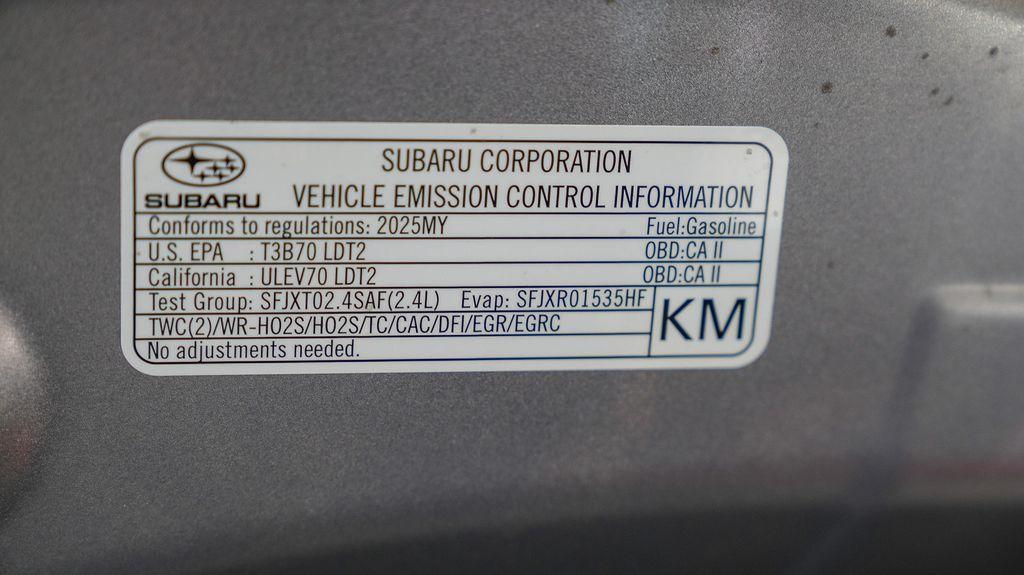 SUBARU CORPORATION
SUBARU VEHICLE EMISSION CONTROL INFORMATION
Conforms to regulations: 2025MY Fuel:Gasoline
U.S. EPA : T3B70 LDT2 OBD:CA II
California : ULEV70 LDT2 OBD:CA II
Test Group: SFJXT02.4SAF(2.4L) Evap: SFJXR01535HF
TWC(2)/WR-HO2S/HO2S/TC/CAC/DFI/EGR/EGRC
KM
No adjustments needed.